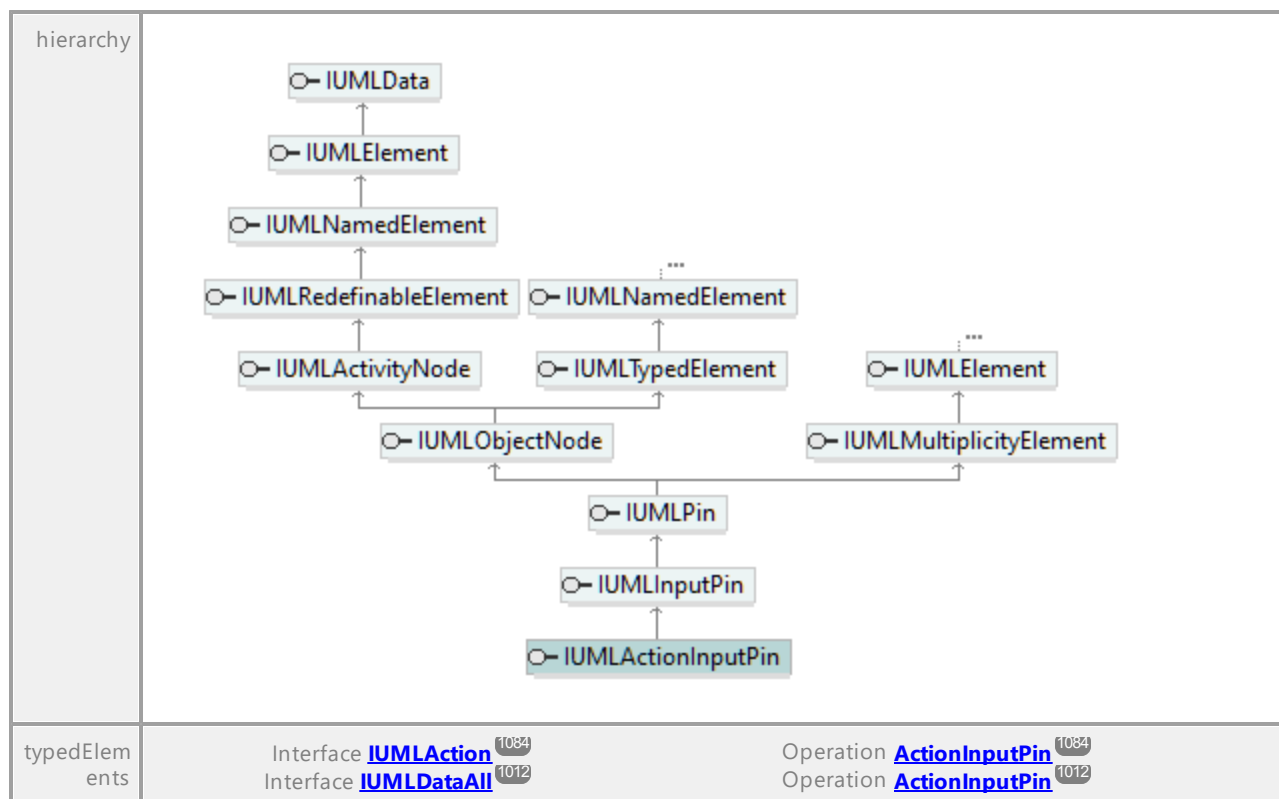 hierarchy
IUMLData
IUMLElement
IUMLNamedElement
...
IUMLRedefinableElement
IUMLNamedElement
...
IUMLActivityNode
IUMLTypedElement
IUMLElement
IUMLObjectNode
IUMLMultiplicityElement
IUMLPin
IUMLInputPin
IUMLActionInputPin
typedElem
ents
Interface IUMLAction 1084
Operation ActionInputPin 1084
Interface IUMLDataAll 1012
Operation ActionInputPin 1012